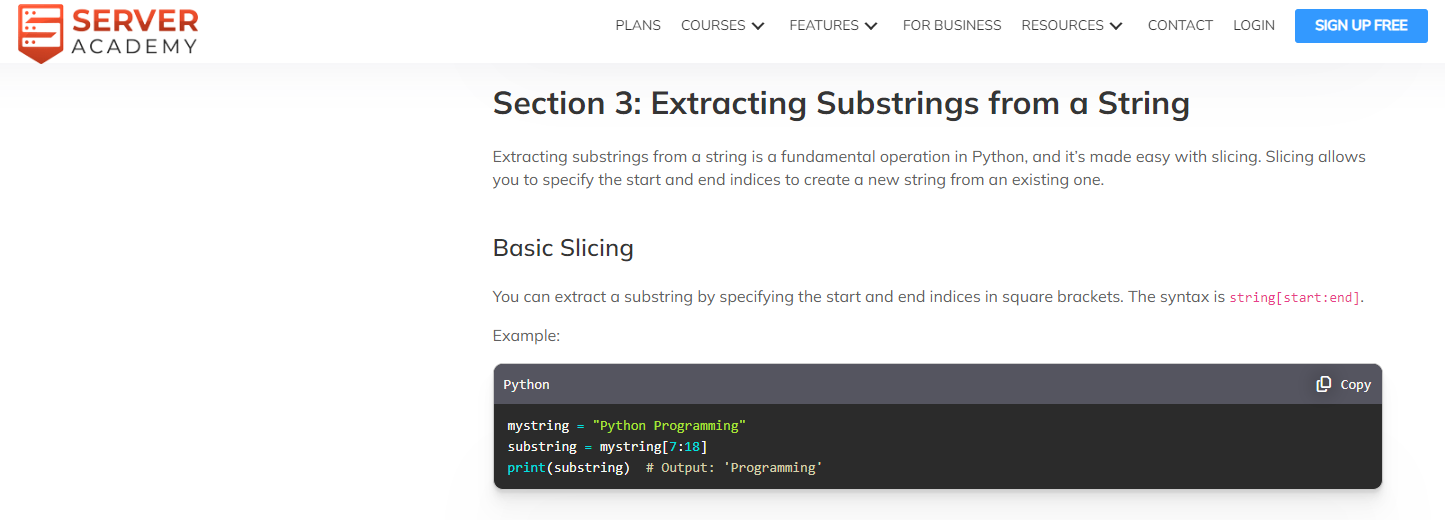 SERVER
ACADEMY
PLANS COURSES FEATURES FOR BUSINESS RESOURCES CONTACT LOGIN SIGN UP FREE
Section 3: Extracting Substrings from a String
Extracting substrings from a string is a fundamental operation in Python, and it’s made easy with slicing. Slicing allows
you to specify the start and end indices to create a new string from an existing one.
Basic Slicing
You can extract a substring by specifying the start and end indices in square brackets. The syntax is string[start:end].
Example:
Python Copy
mystring = "Python Programming"
substring = mystring[7:18]
print(substring)  # Output: 'Programming'